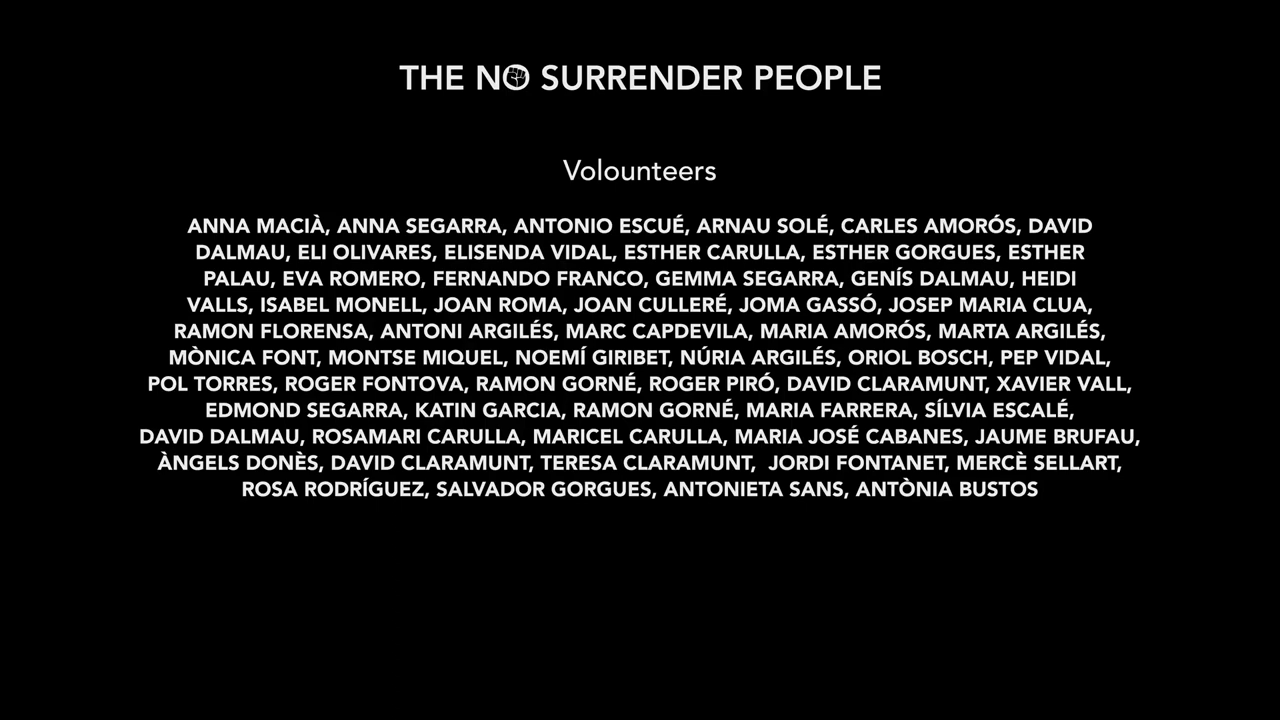 THE NO SURRENDER PEOPLE
Volounteers
ANNA MACIÀ, ANNA SEGARRA, ANTONIO ESCUÉ, ARNAU SOLÉ, CARLES AMORÓS, DAVID
DALMAU, ELI OLIVARES, ELISENDA VIDAL, ESTHER CARULLA, ESTHER GORGUES, ESTHER
PALAU, EVA ROMERO, FERNANDO FRANCO, GEMMA SEGARRA, GENÍS DALMAU, HEIDI
VALLS, ISABEL MONELL, JOAN ROMA, JOAN CULLERÉ, JOMA GASSÓ, JOSEP MARIA CLUA,
RAMON FLORENSA, ANTONI ARGILÉS, MARC CAPDEVILA, MARIA AMORÓS, MARTA ARGILÉS,
MÒNICA FONT, MONTSE MIQUEL, NOEMÍ GIRIBET, NÚRIA ARGILÉS, ORIOL BOSCH, PEP VIDAL,
POL TORRES, ROGER FONTOVA, RAMON GORNÉ, ROGER PIRÓ, DAVID CLARAMUNT, XAVIER VALL,
EDMOND SEGARRA, KATIN GARCIA, RAMON GORNÉ, MARIA FARRERA, SÍLVIA ESCALÉ,
DAVID DALMAU, ROSAMARI CARULLA, MARICEL CARULLA, MARIA JOSÉ CABANES, JAUME BRUFAU,
ÀNGELS DONÈS, DAVID CLARAMUNT, TERESA CLARAMUNT,  JORDI FONTANET, MERCÈ SELLART,
ROSA RODRÍGUEZ, SALVADOR GORGUES, ANTONIETA SANS, ANTÒNIA BUSTOS